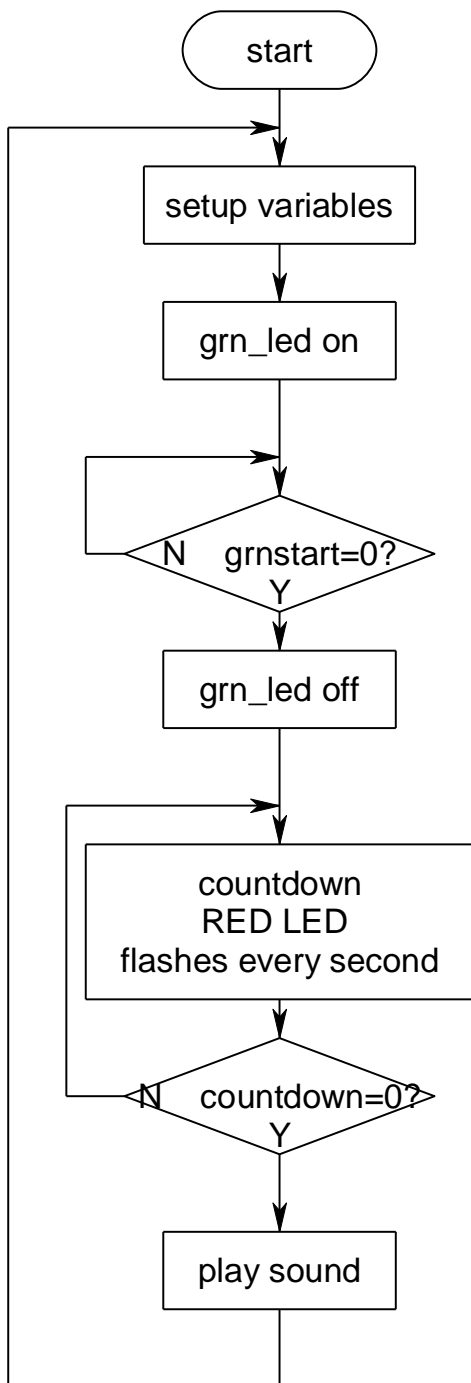 start
setup variables
grn_led on
N grnstart=0?
Y
grn_led off
countdown
RED LED
flashes every second
N countdown=0?
Y
play sound